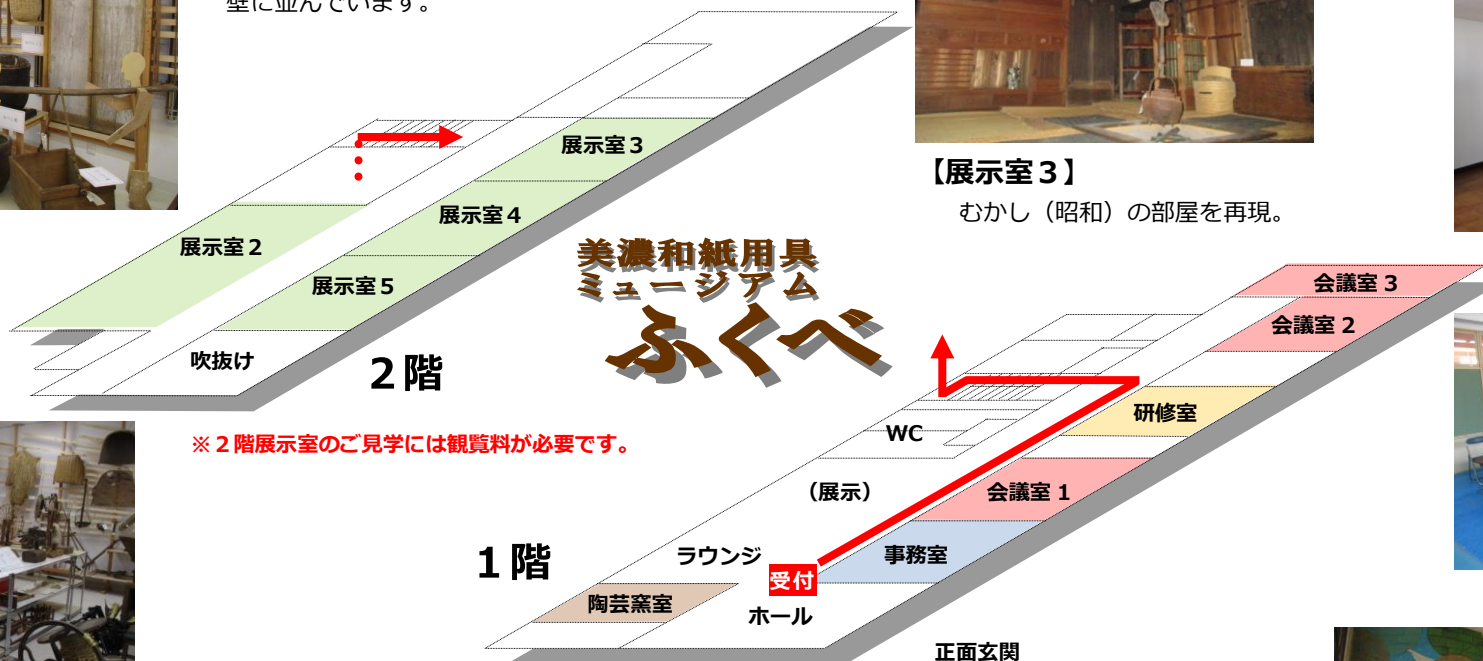 壁に並んでいます。
展示室３
展示室４
展示室２
展示室５
吹抜け
２階
※２階展示室のご見学には観覧料が必要です。
【展示室３】
むかし（昭和）の部屋を再現。
美濃和紙用具
ミュージアム
ふくべ
会議室３
会議室２
研修室
WC
（展示）
会議室１
１階
ラウンジ
事務室
受付
陶芸窯室
ホール
正面玄関